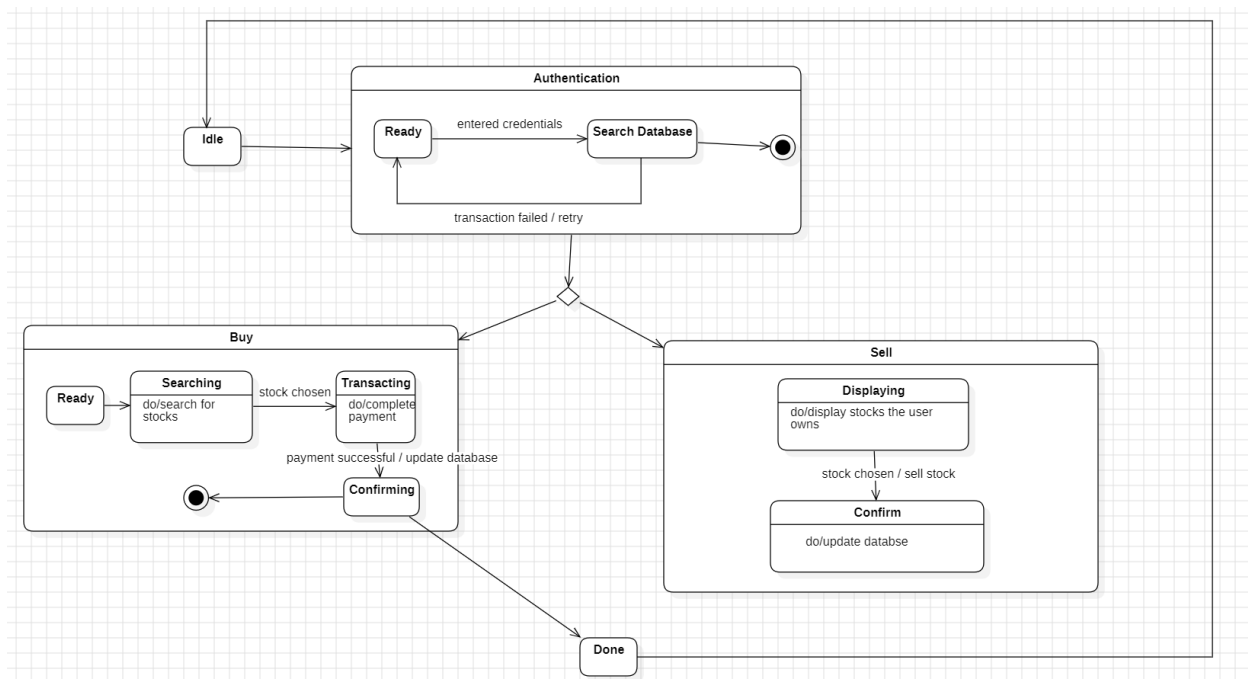 Authentication
Ready
entered credentials
Search Database
Idle
transaction failed / retry
Buy
Sell
Searching
Transacting
Displaying
Ready
do/search for
stocks
stock chosen
do/complete
payment
do/display stocks the user
owns
payment successful / update database
stock chosen / sell stock
Confirming
Confirm
do/update databse
Done